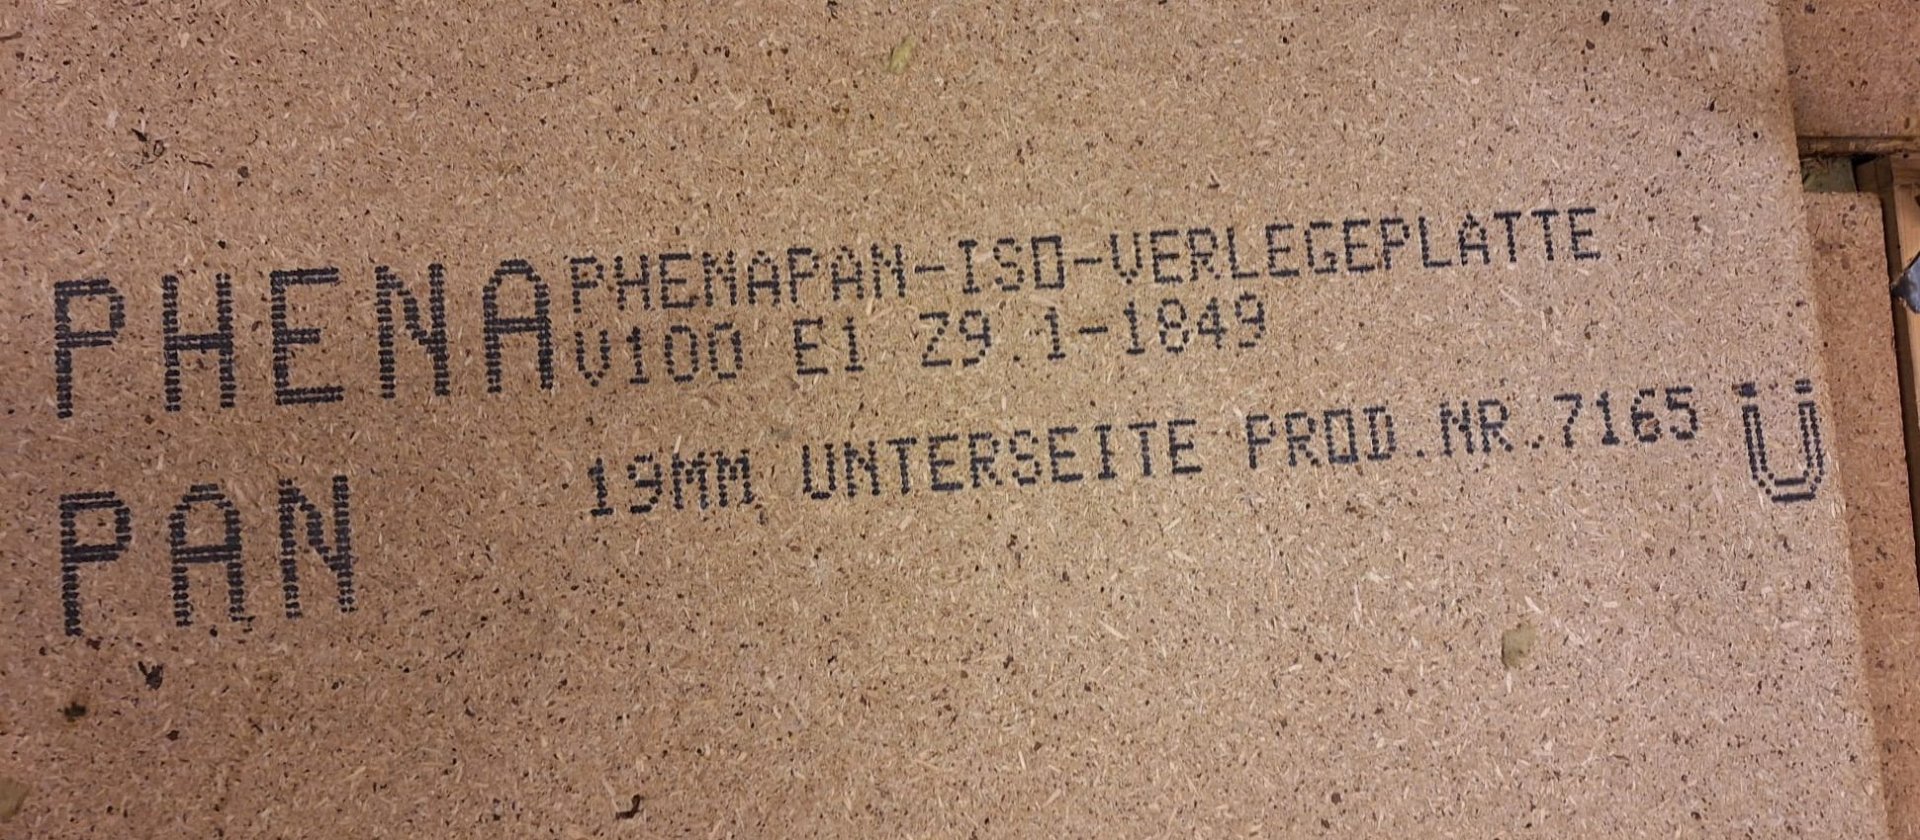 PHENA
PAN
PHENAPAN-ISO-VERLEGEPLATTE
V100 E1 Z9.1-1849
19MM UNTERSEITE PROD.NR.7165
Ü